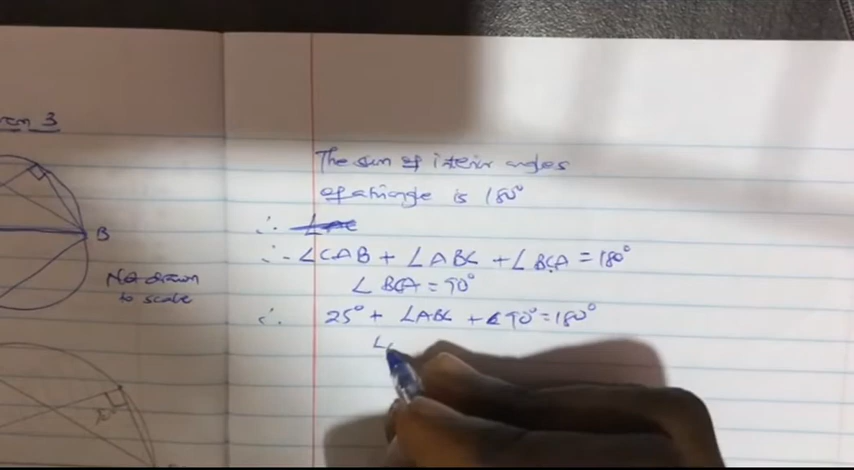 rem 3
The sum of interior angles
of a triangle is 180°
∴
∴ ∠CAB + ∠ABC + ∠BCA = 180°
∠BCA = 90°
∴ 25° + ∠ABC + 90° = 180°
∠
B
Not drawn
to scale